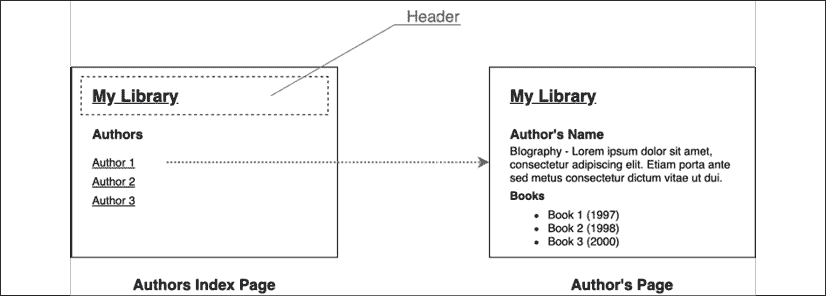 Header
My Library
Authors
Author 1
Author 2
Author 3
Authors Index Page
My Library
Author's Name
BIography - Lorem ipsum dolor sit amet,
consectetur adipiscing elit. Etiam porta ante
sed metus consectetur dictum vitae ut dui.
Books
• Book 1 (1997)
• Book 2 (1998)
• Book 3 (2000)
Author's Page